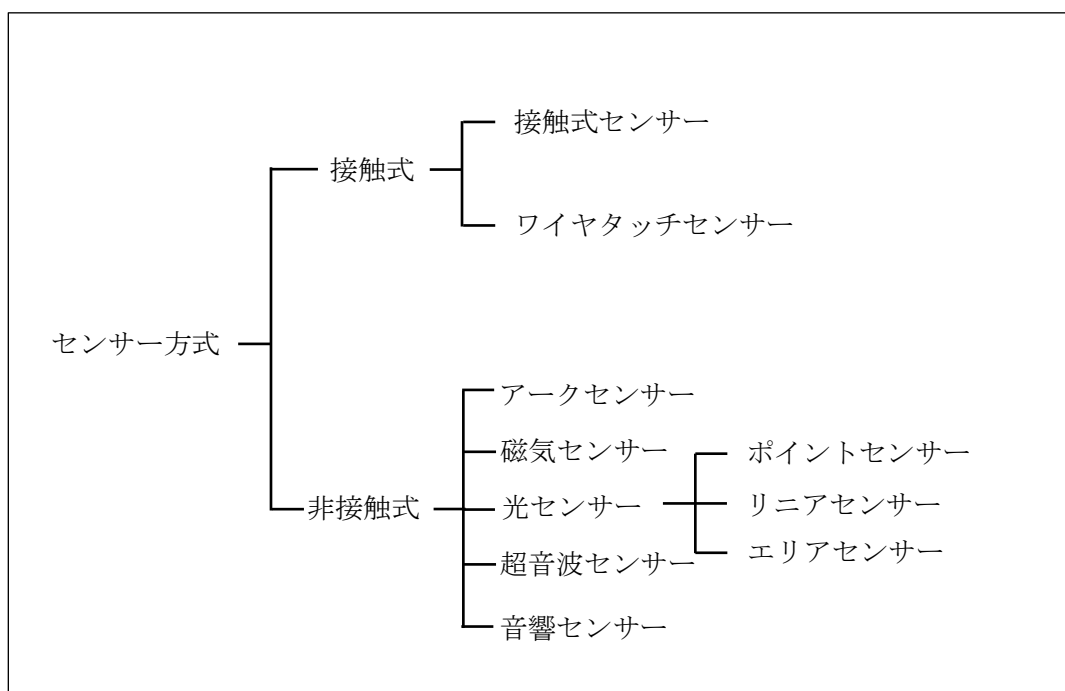 センサー方式
接触式
接触式センサー
ワイヤタッチセンサー
非接触式
アークセンサー
磁気センサー
光センサー
ポイントセンサー
リニアセンサー
エリアセンサー
超音波センサー
音響センサー